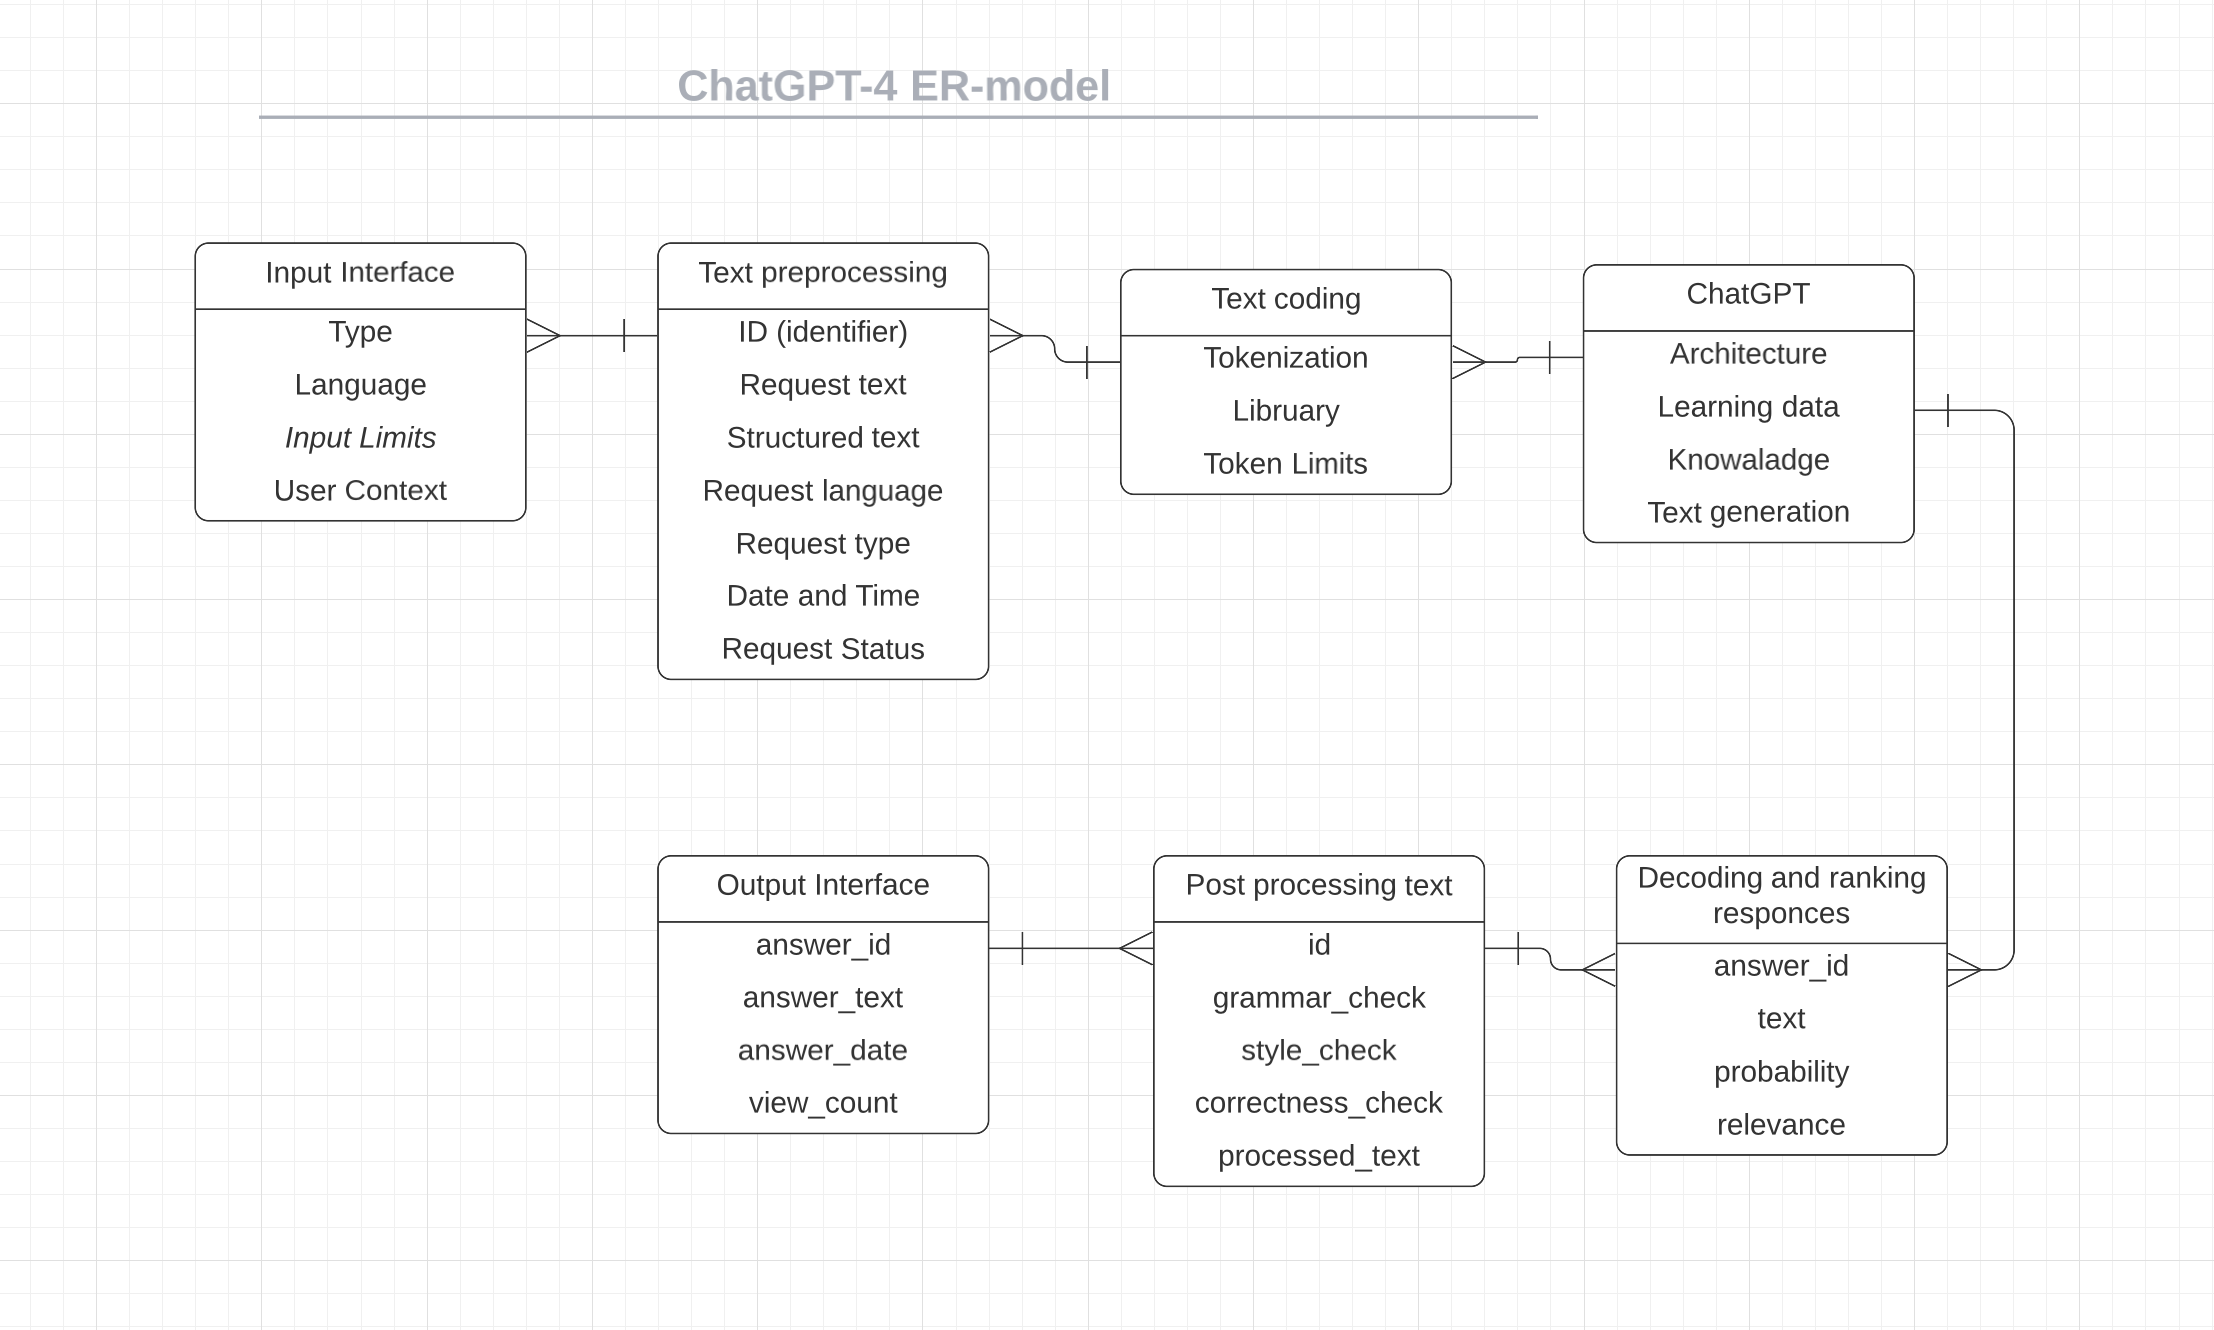 ChatGPT-4 ER-model
Input Interface
Type
Language
Input Limits
User Context
Text preprocessing
ID (identifier)
Request text
Structured text
Request language
Request type
Date and Time
Request Status
Text coding
Tokenization
Libruary
Token Limits
ChatGPT
Architecture
Learning data
Knowaladge
Text generation
Output Interface
answer_id
answer_text
answer_date
view_count
Post processing text
id
grammar_check
style_check
correctness_check
processed_text
Decoding and ranking
responces
answer_id
text
probability
relevance